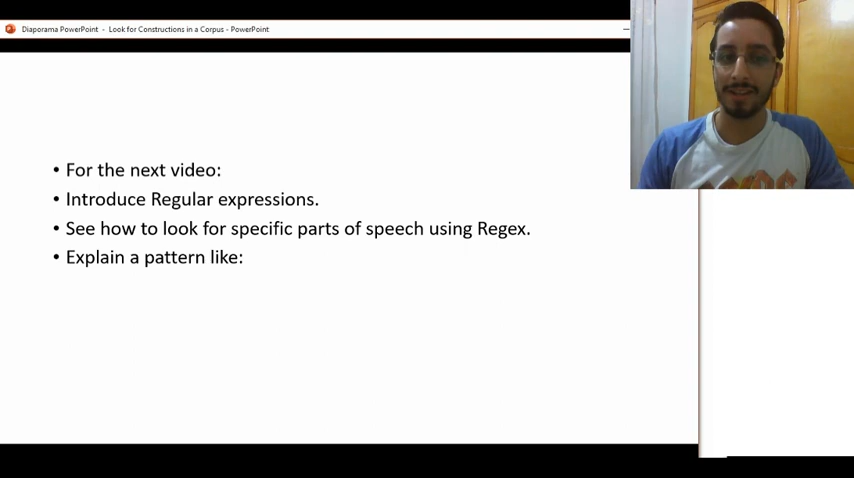 Diaporama PowerPoint - Look for Constructions in a Corpus - PowerPoint
• For the next video:
• Introduce Regular expressions.
• See how to look for specific parts of speech using Regex.
• Explain a pattern like: